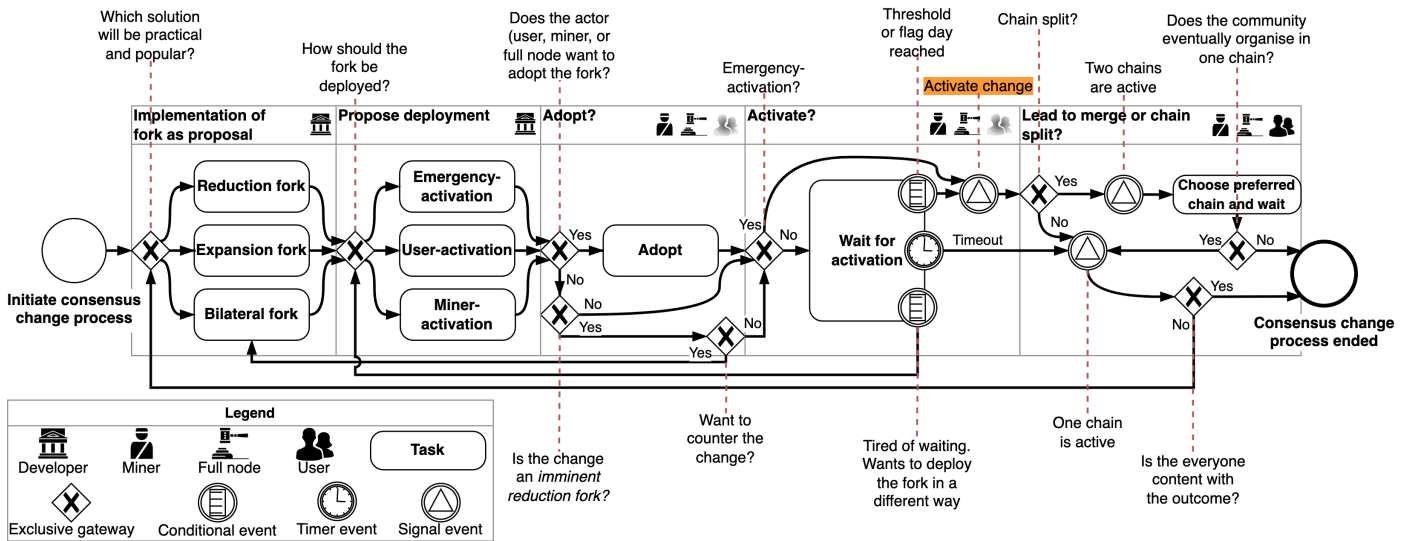 Which solution
will be practical
and popular?
How should the
fork be
deployed?
Does the actor
(user, miner, or
full node want to
adopt the fork?
Emergency-
activation?
Threshold
or flag day
reached
Activate change
Chain split?
Two chains
are active
Does the community
eventually organise in
one chain?
Implementation of
fork as proposal
Propose deployment
Adopt?
Activate?
Lead to merge or chain
split?
Initiate consensus
change process
Reduction fork
Expansion fork
Bilateral fork
Emergency-
activation
User-activation
Miner-
activation
Yes
No
No
Yes
Adopt
Yes
No
Yes
No
Wait for
activation
Timeout
Yes
No
Choose preferred
chain and wait
Yes
No
Yes
No
Consensus change
process ended
Is the change
an imminent
reduction fork?
Want to
counter the
change?
Tired of waiting.
Wants to deploy
the fork in a
different way
One chain
is active
Is the everyone
content with
the outcome?
Legend
Developer
Miner
Full node
User
Task
Exclusive gateway
Conditional event
Timer event
Signal event